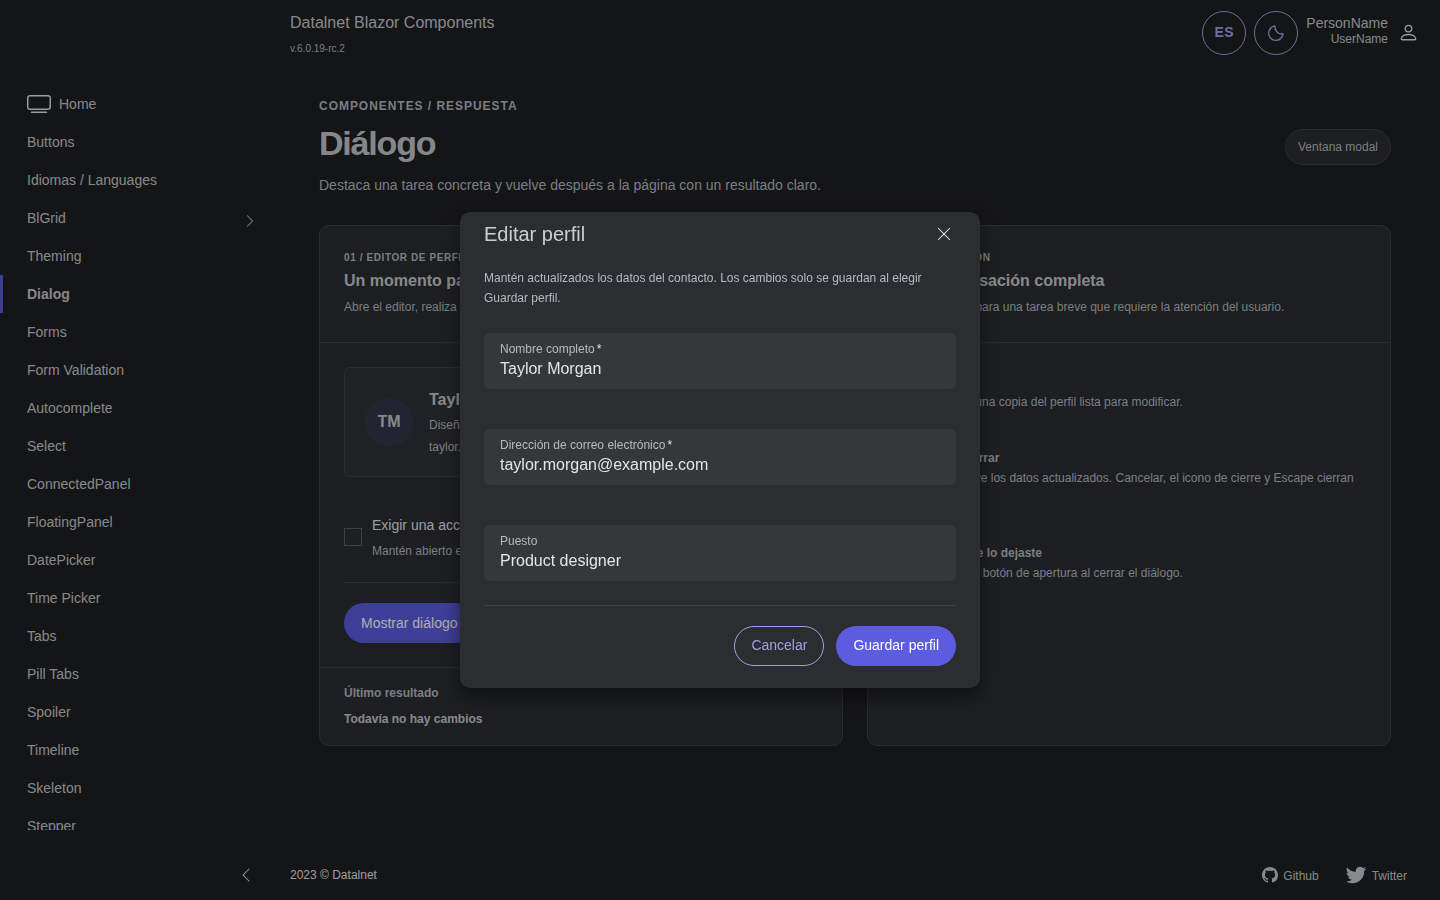 Datalnet Blazor Components
v.6.0.19-rc.2
ES
PersonName
UserName
Home
Buttons
Idiomas / Languages
BlGrid
Theming
Dialog
Forms
Form Validation
Autocomplete
Select
ConnectedPanel
FloatingPanel
DatePicker
Time Picker
Tabs
Pill Tabs
Spoiler
Timeline
Skeleton
Stepper
COMPONENTES / RESPUESTA
Diálogo
Ventana modal
Destaca una tarea concreta y vuelve después a la página con un resultado claro.
01 / EDITOR DE PERF
Un momento pa
Abre el editor, realiza
TM
Tayl
Diseñ
taylor.
Exigir una acc
Mantén abierto e
Mostrar diálogo
Último resultado
Todavía no hay cambios
Editar perfil
Mantén actualizados los datos del contacto. Los cambios solo se guardan al elegir
Guardar perfil.
Nombre completo *
Taylor Morgan
Dirección de correo electrónico *
taylor.morgan@example.com
Puesto
Product designer
Cancelar
Guardar perfil
ÓN
sación completa
para una tarea breve que requiere la atención del usuario.
una copia del perfil lista para modificar.
rrar
e los datos actualizados. Cancelar, el icono de cierre y Escape cierran
e lo dejaste
botón de apertura al cerrar el diálogo.
2023 © Datalnet
Github
Twitter